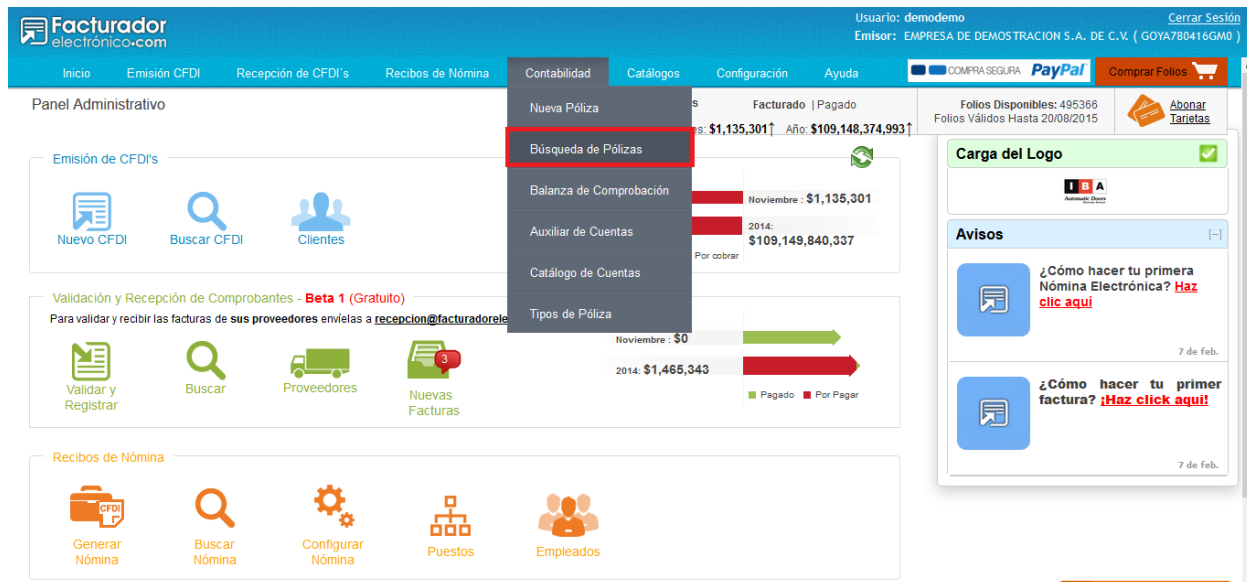 Facturador
electrónico.com
Usuario: demodemo
Cerrar Sesión
Emisor: EMPRESA DE DEMOSTRACION S.A. DE C.V. ( GOYA780416GM0 )
Inicio
Emisión CFDI
Recepción de CFDI´s
Recibos de Nómina
Contabilidad
Catálogos
Configuración
Ayuda
COMPRA SEGURA PayPal
Comprar Folios
Panel Administrativo
Nueva Póliza
Búsqueda de Pólizas
Balanza de Comprobación
Auxiliar de Cuentas
Catálogo de Cuentas
Tipos de Póliza
Facturado | Pagado
$1,135,301↑ Año: $109,148,374,993↑
Folios Disponibles: 495366
Folios Válidos Hasta 20/08/2015
Abonar
Tarjetas
Emisión de CFDI's
Nuevo CFDI
Buscar CFDI
Clientes
Noviembre : $1,135,301
2014:
$109,149,840,337
Por cobrar
Carga del Logo
I B A
Automatic Doors
Avisos
[–]
¿Cómo hacer tu primera
Nómina Electrónica? Haz
clic aquí
7 de feb.
¿Cómo hacer tu primer
factura? ¡Haz click aqui!
7 de feb.
Validación y Recepción de Comprobantes - Beta 1 (Gratuito)
Para validar y recibir las facturas de sus proveedores envíelas a recepcion@facturadorele
Validar y
Registrar
Buscar
Proveedores
3
Nuevas
Facturas
Noviembre : $0
2014: $1,465,343
Pagado
Por Pagar
Recibos de Nómina
CFDI
Generar
Nómina
Buscar
Nómina
Configurar
Nómina
Puestos
Empleados